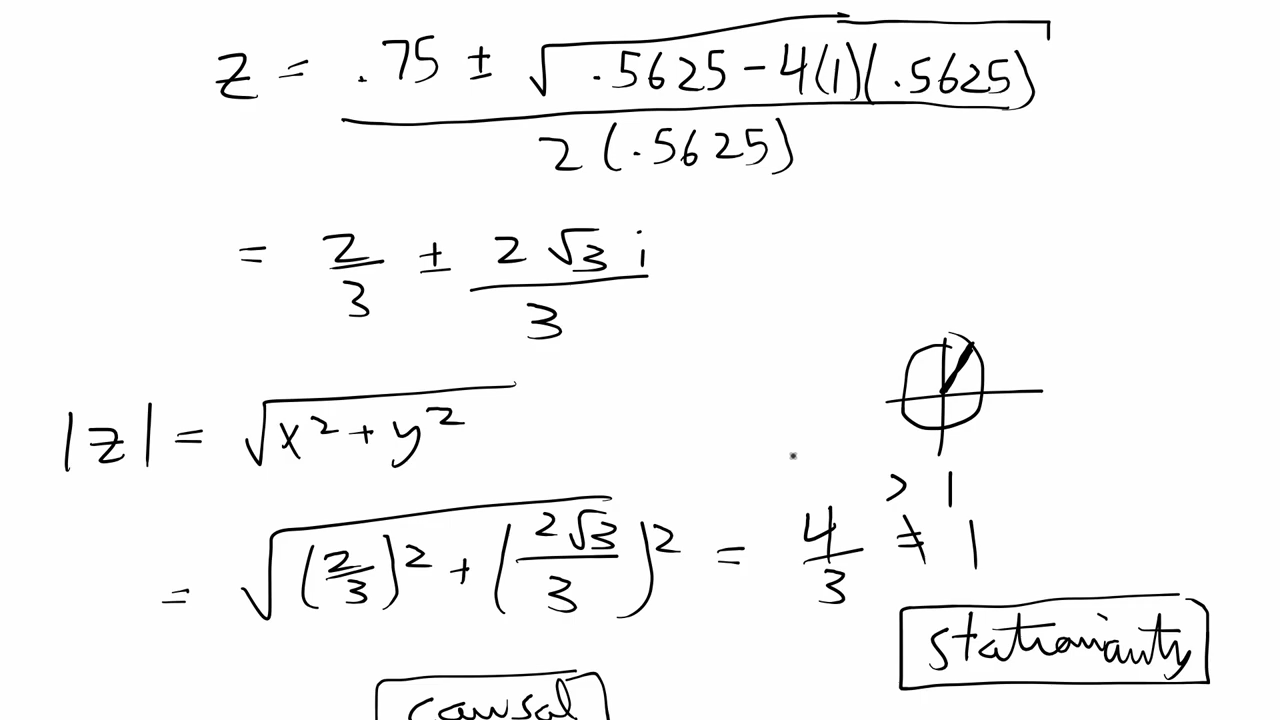 z = .75 ± √.5625 - 4(1)(.5625)
2 (.5625)
= 2/3 ± 2√3 i/3
|z| = √x² + y²
> 1
= √(2/3)² + (2√3/3)² = 4/3 ≠ 1
stationarity
causal